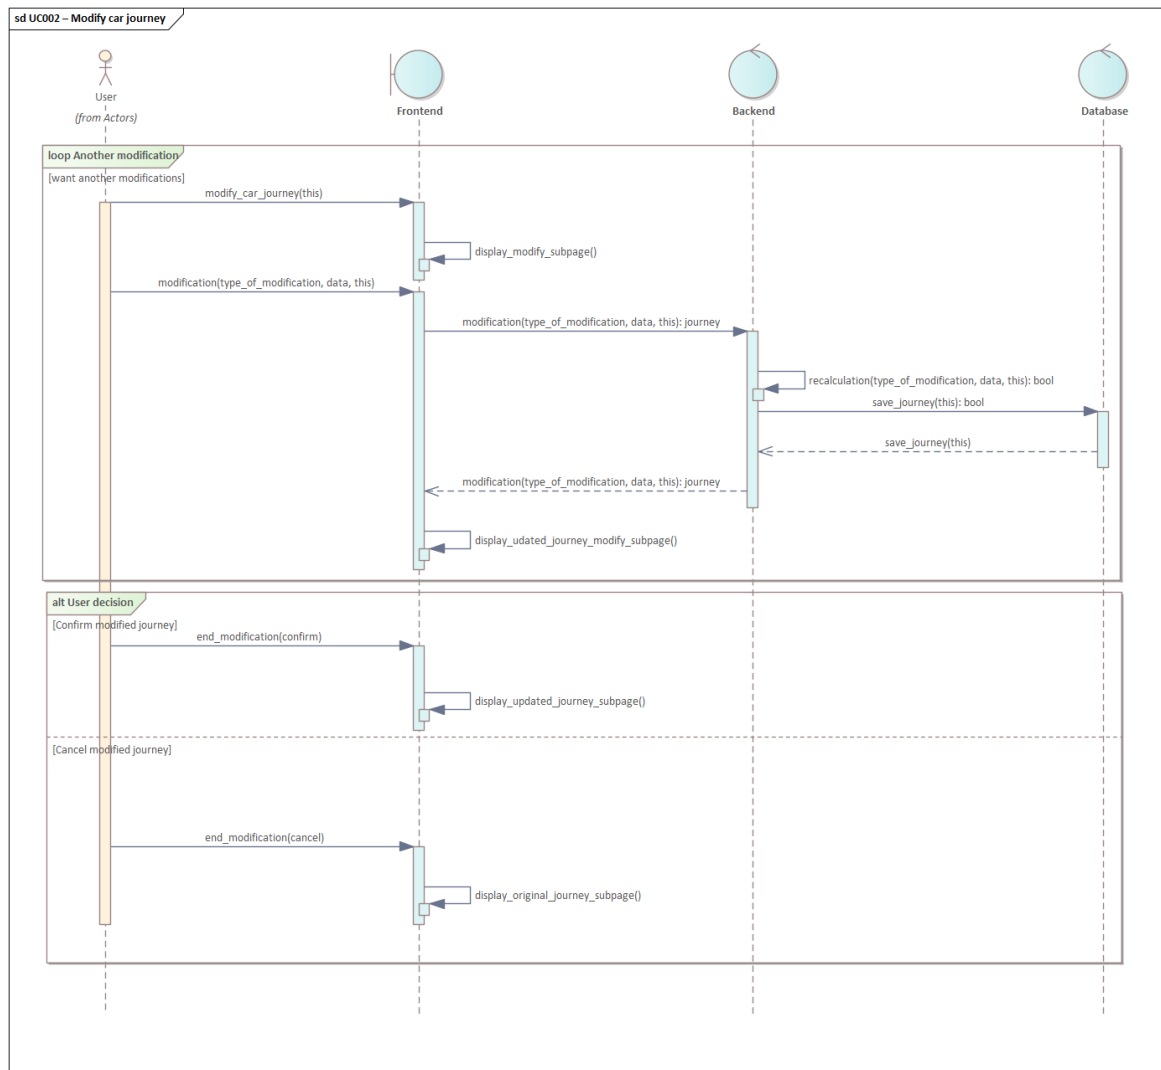 sd UC002 – Modify car journey
User
(from Actors)
Frontend
Backend
Database
loop Another modification
[want another modifications]
modify_car_journey(this)
display_modify_subpage()
modification(type_of_modification, data, this)
modification(type_of_modification, data, this): journey
recalculation(type_of_modification, data, this): bool
save_journey(this): bool
save_journey(this)
modification(type_of_modification, data, this): journey
display_udated_journey_modify_subpage()
alt User decision
[Confirm modified journey]
end_modification(confirm)
display_updated_journey_subpage()
[Cancel modified journey]
end_modification(cancel)
display_original_journey_subpage()